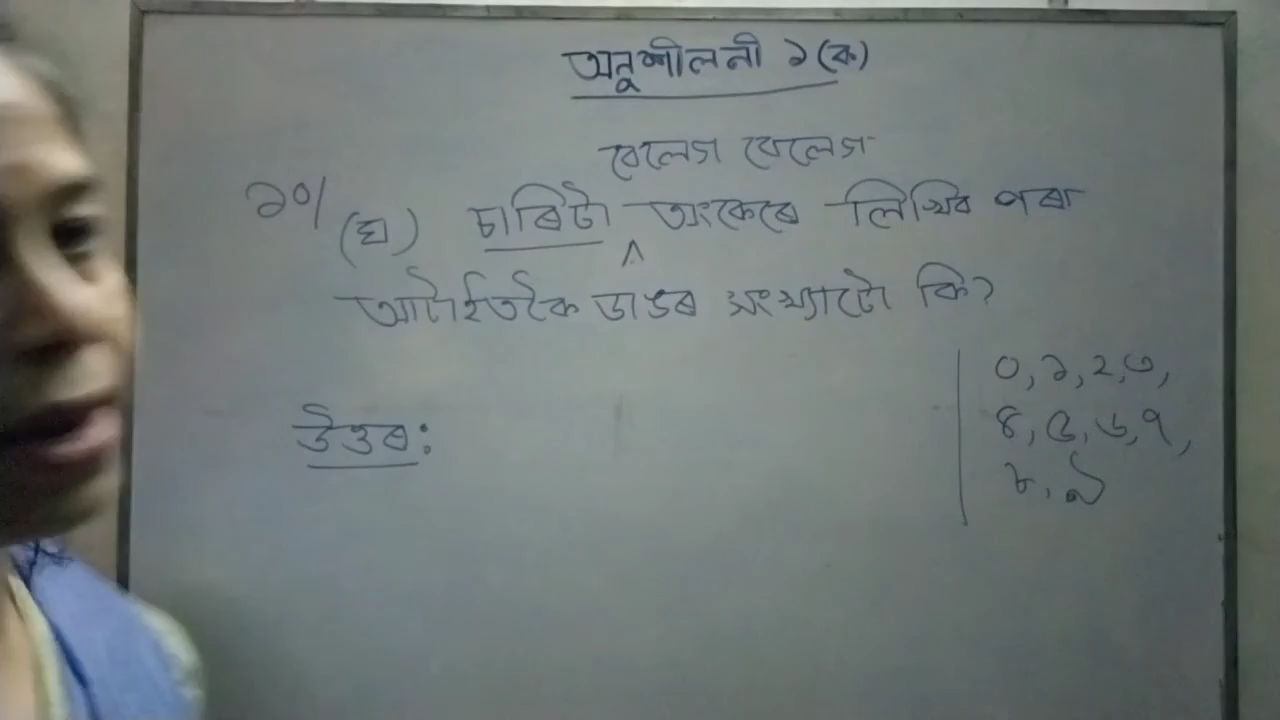 অনুশীলনী ১(ক)
বেলেগ বেলেগ
১০/ (ঘ) চাৰিটা ^ অংকেৰে লিখিব পৰা
আটাইতকৈ ডাঙৰ সংখ্যাটো কি?
০, ১, ২, ৩,
৪, ৫, ৬, ৭,
৮, ৯
উত্তৰ: